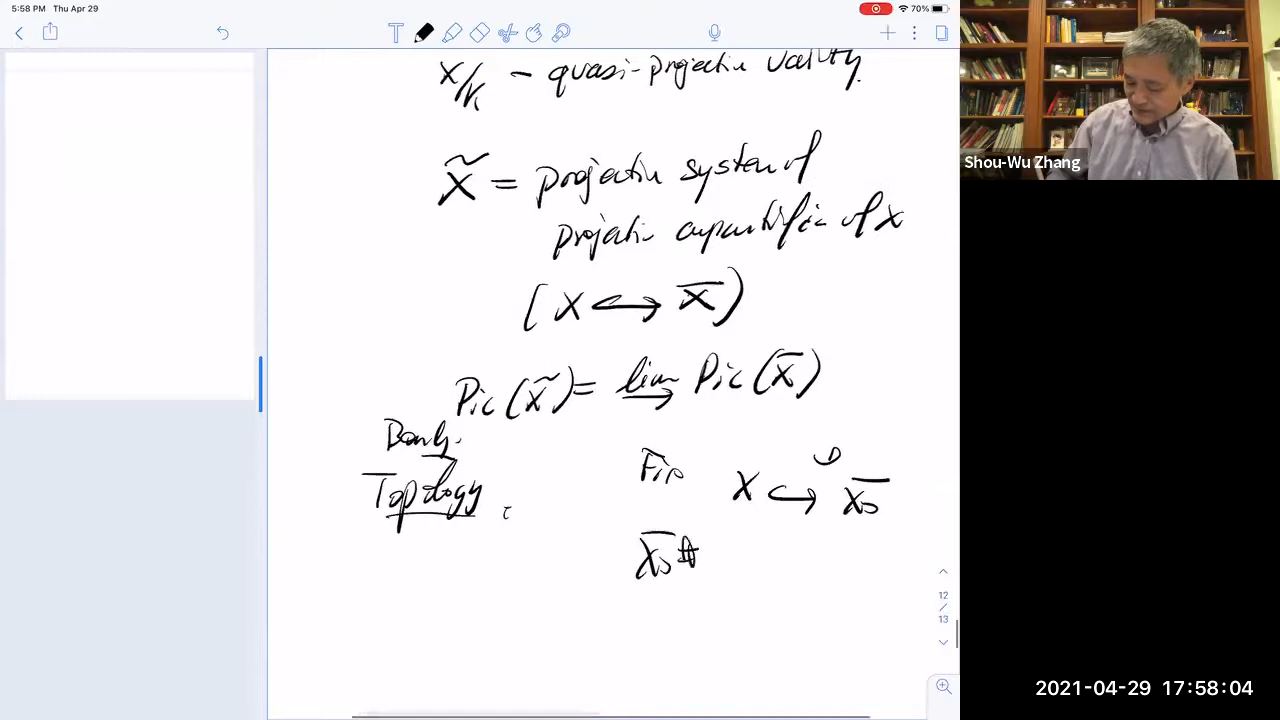 5:58 PM Thu Apr 29
70%
X/k - quasi-projective variety.
X̃ = projective system of
projective compactification of X
(X ↪ X̄)
Pic(X̃) = lim Pic(X̄)
→
Bound.
Topology :
Fix X ↪ X̄₀
D
X̄₀ #
12
/
13
Shou-Wu Zhang
2021-04-29 17:58:04